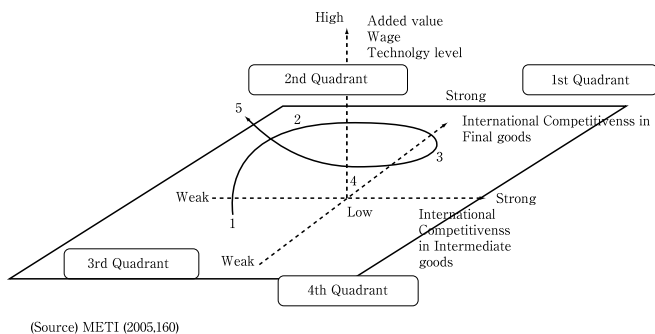 High
Added value
Wage
Technolgy level
2nd Quadrant
1st Quadrant
Strong
5
2
International Competitivenss in
Final goods
3
4
Weak
Strong
Low
1
International
Competitivenss
in Intermediate
goods
Weak
3rd Quadrant
4th Quadrant
(Source) METI (2005,160)